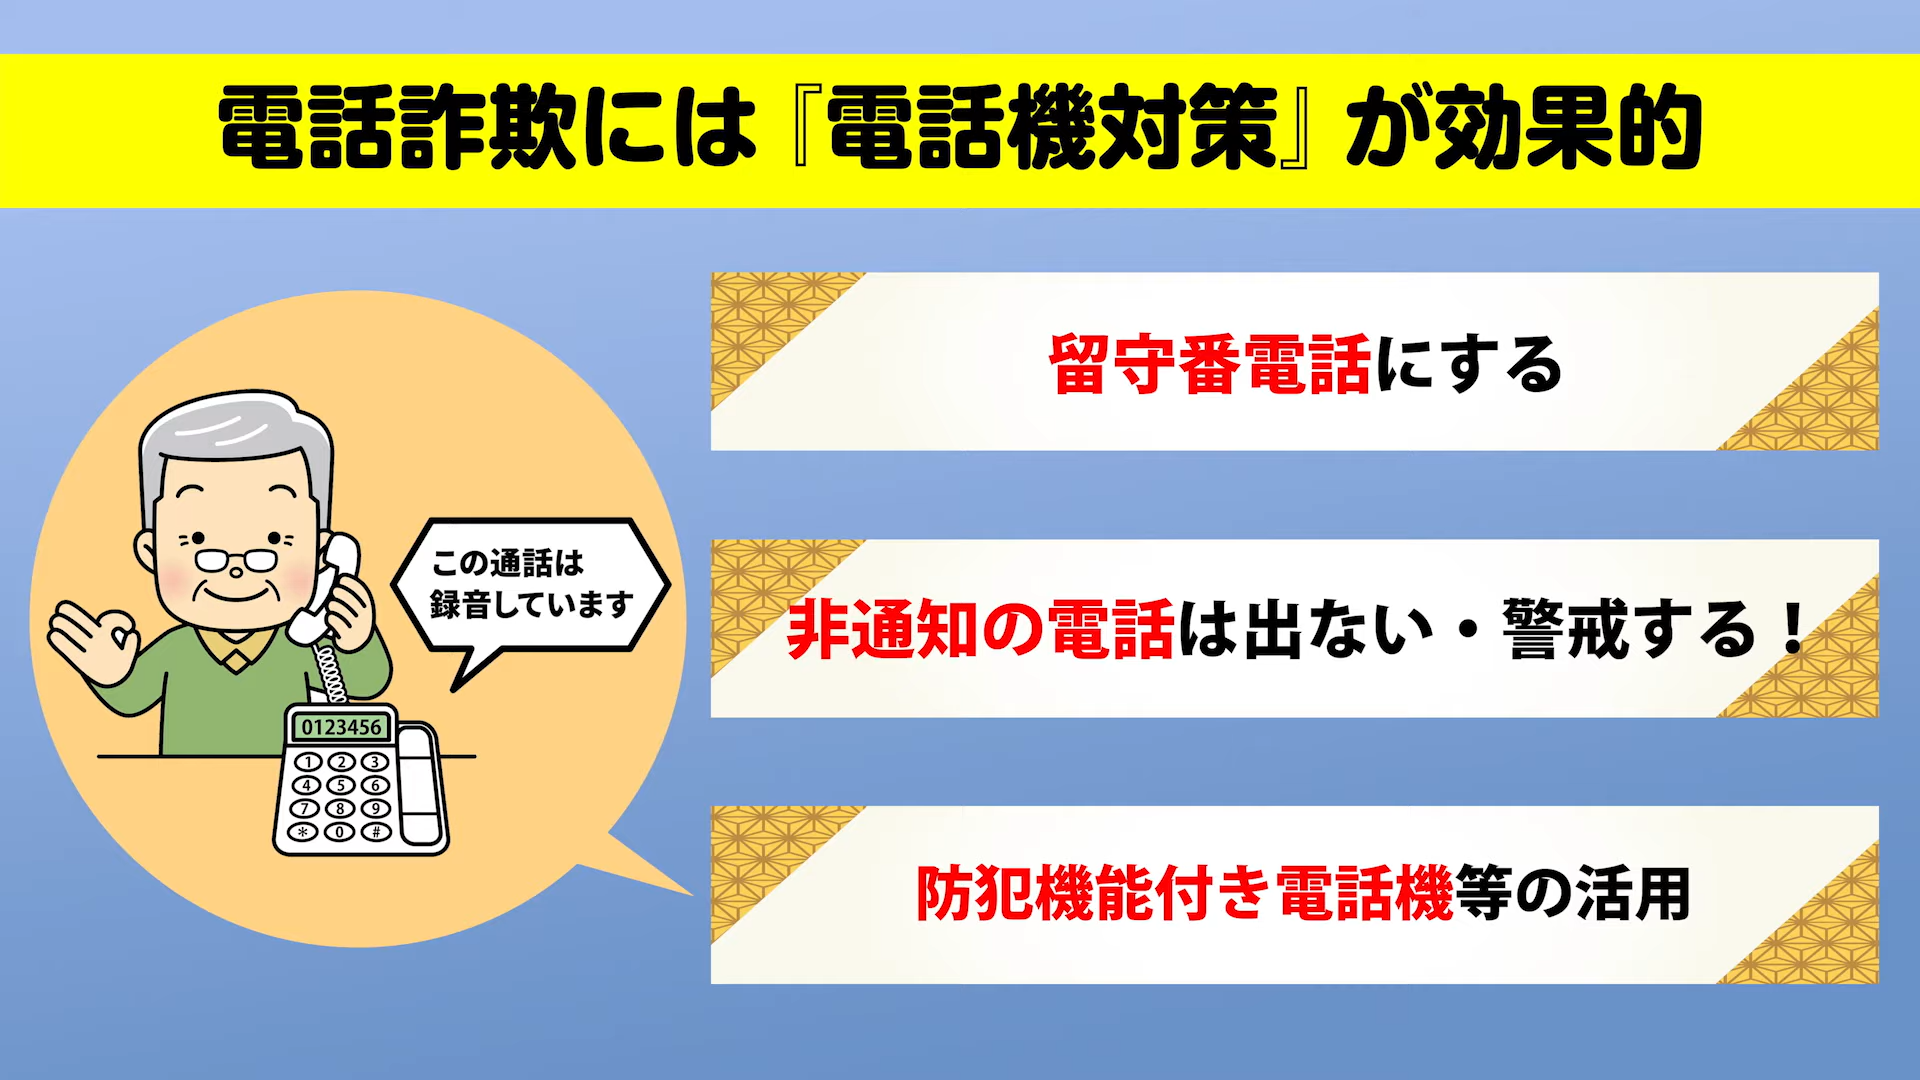 電話詐欺には『電話機対策』が効果的
留守番電話にする
非通知の電話は出ない・警戒する！
防犯機能付き電話機等の活用
この通話は
録音しています
0123456
1 2 3
4 5 6
7 8 9
* 0 #